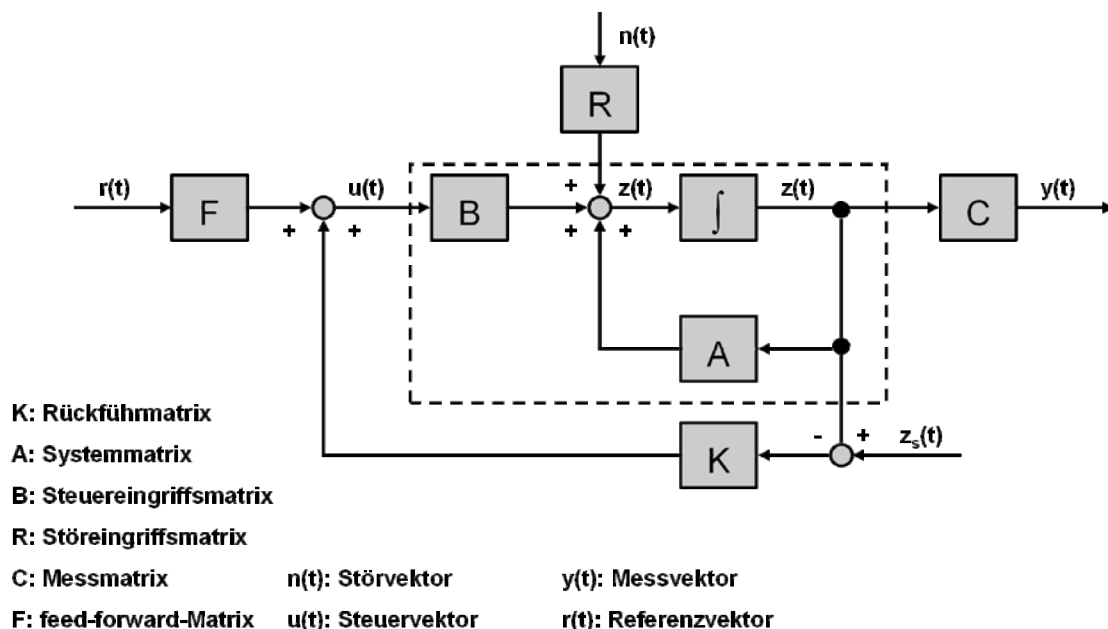 n(t)
R
r(t)
F
u(t)
B
z(t)
∫
z(t)
C
y(t)
+
+
+
+
+
A
K
-
+
zₛ(t)
K: Rückführmatrix
A: Systemmatrix
B: Steuereingriffsmatrix
R: Störeingriffsmatrix
C: Messmatrix n(t): Störvektor y(t): Messvektor
F: feed-forward-Matrix u(t): Steuervektor r(t): Referenzvektor